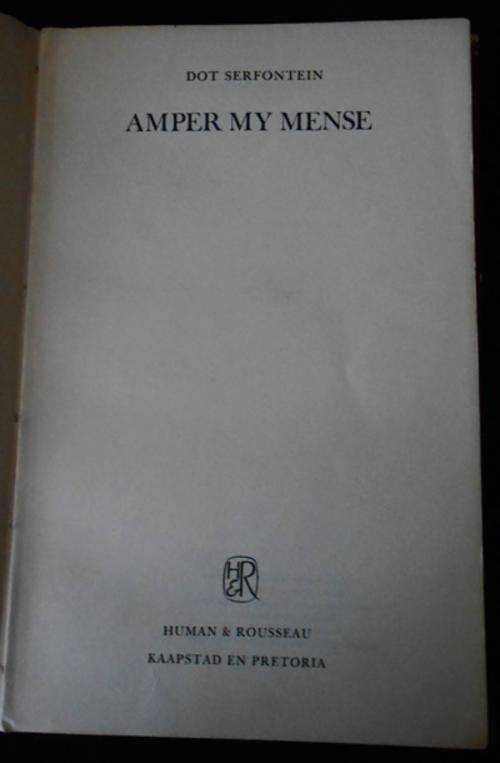 DOT SERFONTEIN
AMPER MY MENSE
H&R
HUMAN & ROUSSEAU
KAAPSTAD EN PRETORIA